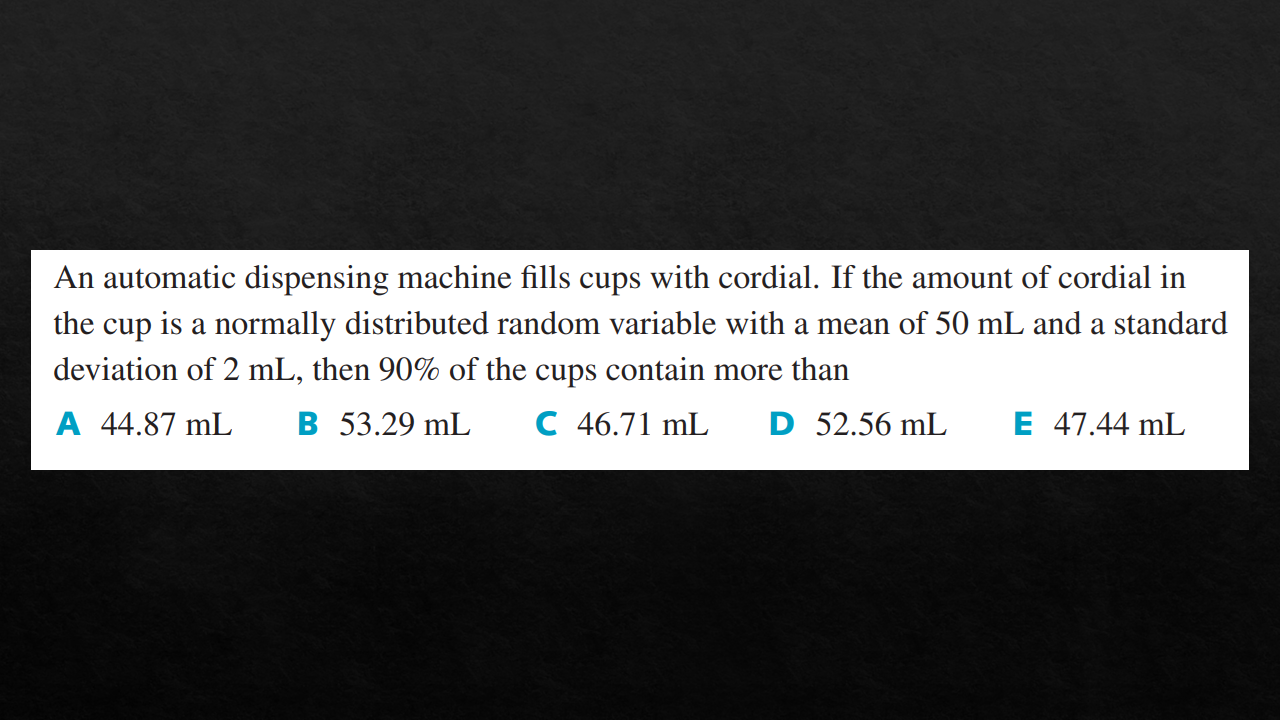 An automatic dispensing machine fills cups with cordial. If the amount of cordial in
the cup is a normally distributed random variable with a mean of 50 mL and a standard
deviation of 2 mL, then 90% of the cups contain more than
A 44.87 mL B 53.29 mL C 46.71 mL D 52.56 mL E 47.44 mL